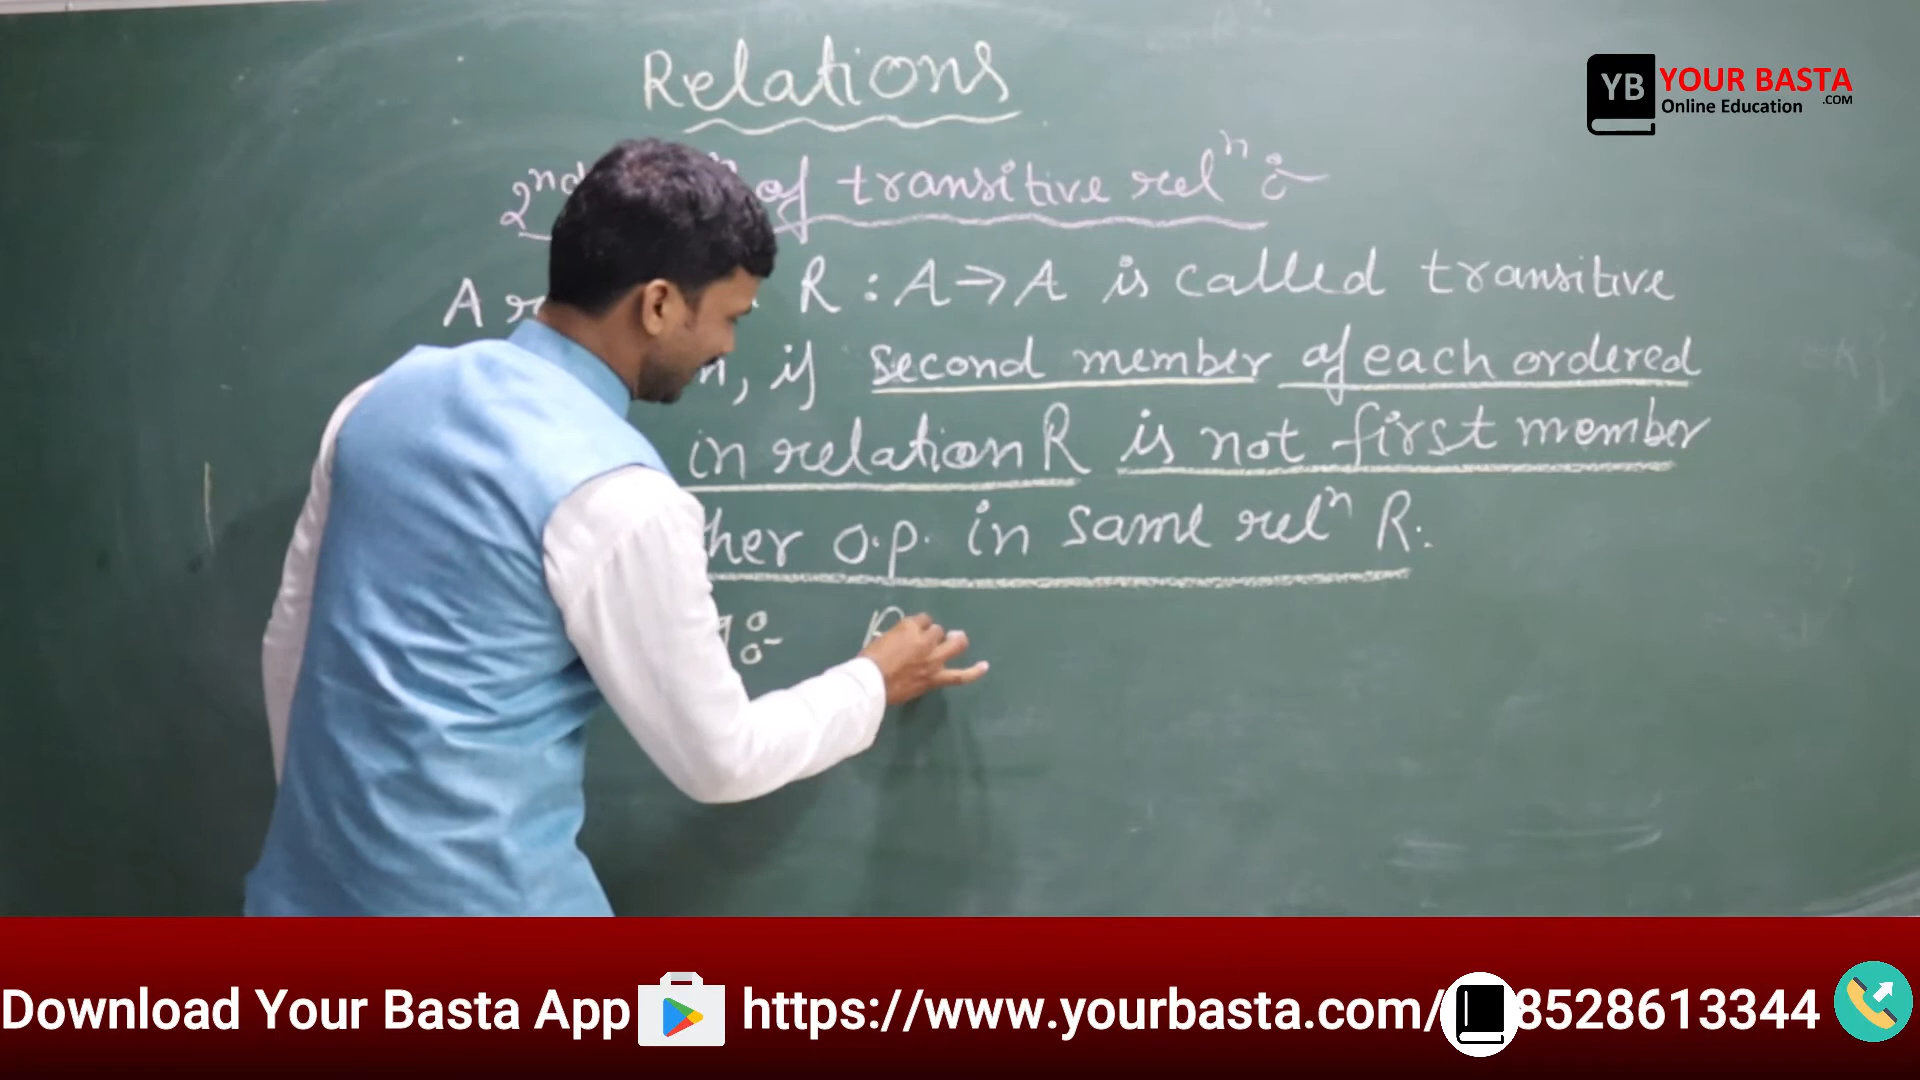 Relations
YB YOUR BASTA
.COM
Online Education
2nd of transitive relⁿ :-
A R : A → A is called transitive
, if second member of each ordered
in relation R is not first member
o.p. in same relⁿ R.
:- R
Download Your Basta App https://www.yourbasta.com/ 8528613344